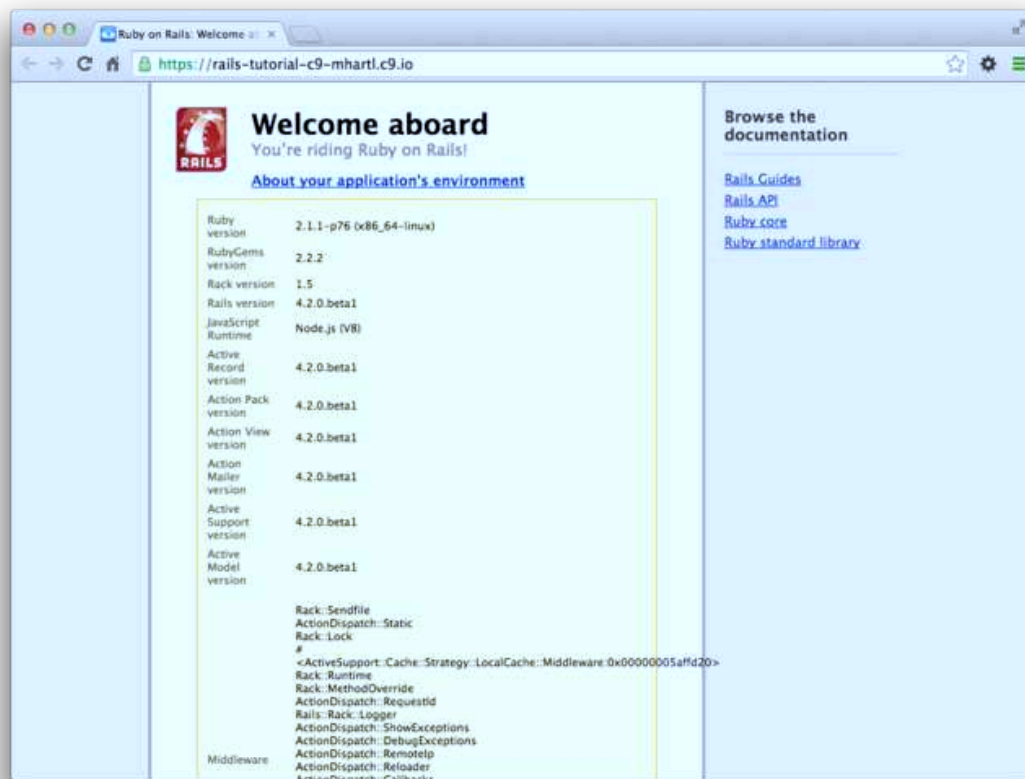 Ruby on Rails: Welcome a
https://rails-tutorial-c9-mhartl.c9.io
RAILS
Welcome aboard
You're riding Ruby on Rails!
About your application's environment
Ruby
version
2.1.1-p76 (x86_64-linux)
RubyGems
version
2.2.2
Rack version 1.5
Rails version 4.2.0.beta1
JavaScript
Runtime
Node.js (V8)
Active
Record
version
4.2.0.beta1
Action Pack
version
4.2.0.beta1
Action View
version
4.2.0.beta1
Action
Mailer
version
4.2.0.beta1
Active
Support
version
4.2.0.beta1
Active
Model
version
4.2.0.beta1
Middleware
Rack::Sendfile
ActionDispatch::Static
Rack::Lock
#
<ActiveSupport::Cache::Strategy::LocalCache::Middleware:0x00000005affd20>
Rack::Runtime
Rack::MethodOverride
ActionDispatch::RequestId
Rails::Rack::Logger
ActionDispatch::ShowExceptions
ActionDispatch::DebugExceptions
ActionDispatch::RemoteIp
ActionDispatch::Reloader
ActionDispatch::Callbacks
Browse the
documentation
Rails Guides
Rails API
Ruby core
Ruby standard library